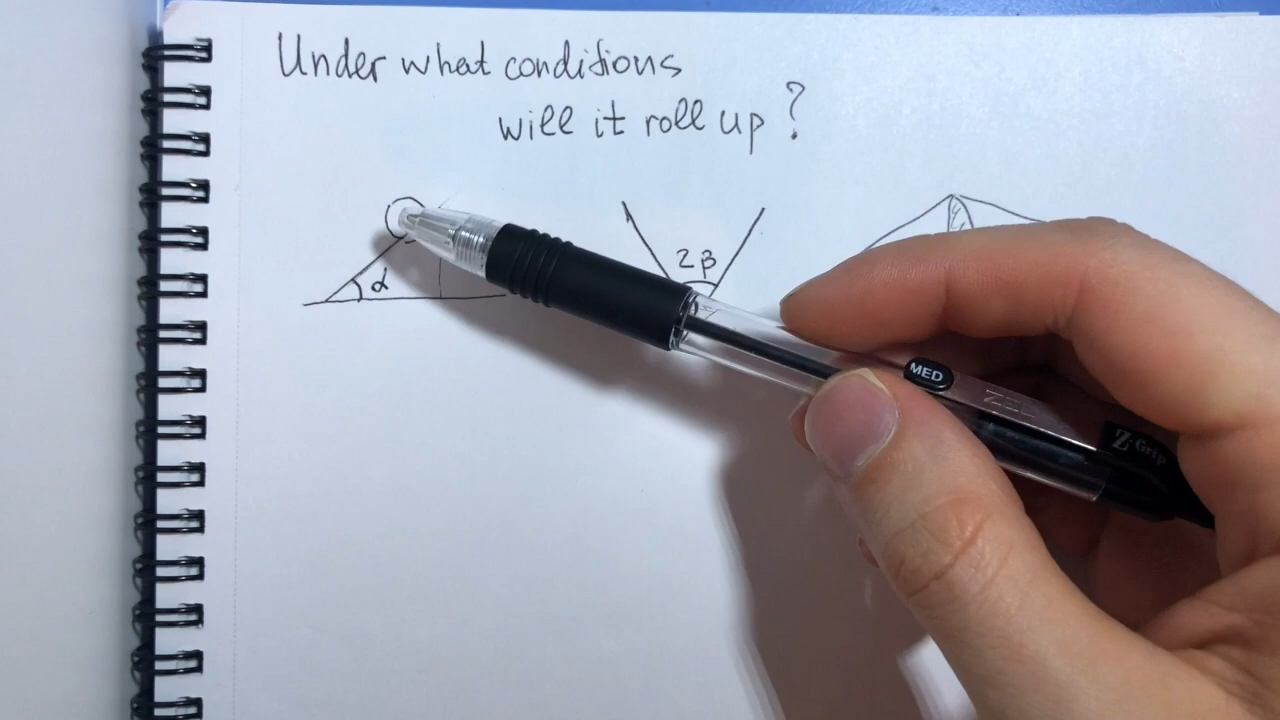 Under what conditions
will it roll up?
α
2β
MED
Z-Grip